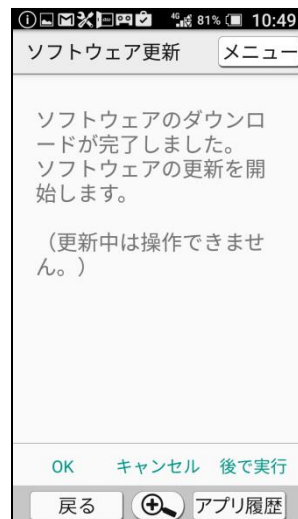 81% 10:49
ソフトウェア更新 メニュー
ソフトウェアのダウンロ
ードが完了しました。
ソフトウェアの更新を開
始します。
（更新中は操作できませ
ん。）
OK キャンセル 後で実行
戻る アプリ履歴